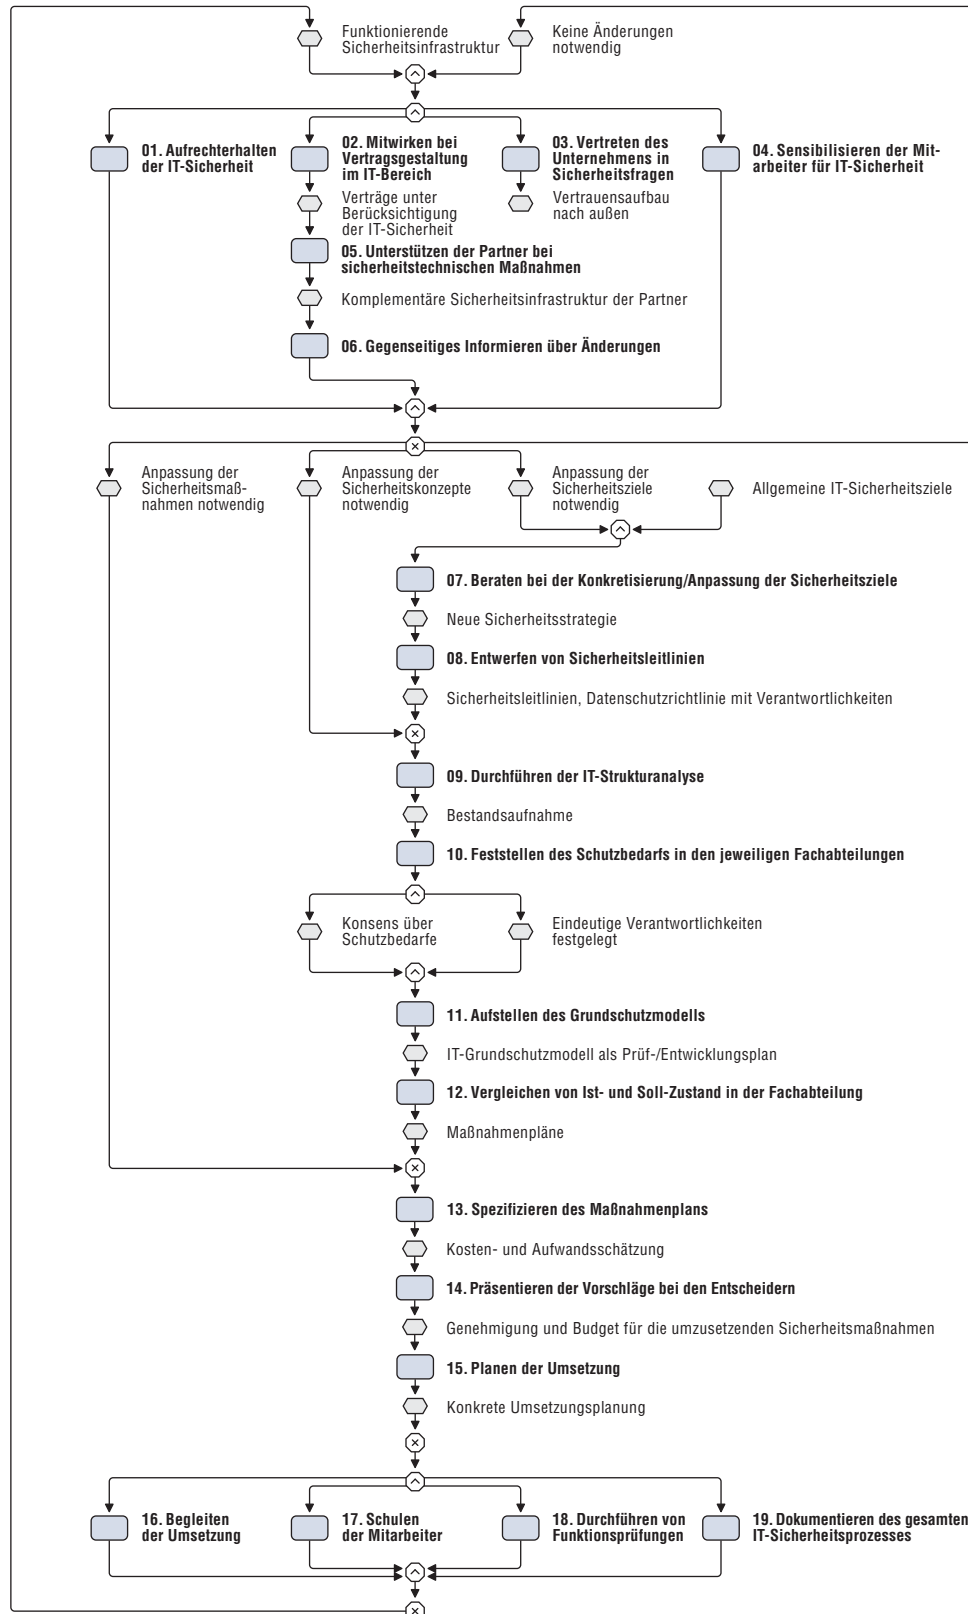 Funktionierende
Sicherheitsinfrastruktur
Keine Änderungen
notwendig
01. Aufrechterhalten
der IT-Sicherheit
02. Mitwirken bei
Vertragsgestaltung
im IT-Bereich
03. Vertreten des
Unternehmens in
Sicherheitsfragen
04. Sensibilisieren der Mit-
arbeiter für IT-Sicherheit
Verträge unter
Berücksichtigung
der IT-Sicherheit
Vertrauensaufbau
nach außen
05. Unterstützen der Partner bei
sicherheitstechnischen Maßnahmen
Komplementäre Sicherheitsinfrastruktur der Partner
06. Gegenseitiges Informieren über Änderungen
Anpassung der
Sicherheitsmaß-
nahmen notwendig
Anpassung der
Sicherheitskonzepte
notwendig
Anpassung der
Sicherheitsziele
notwendig
Allgemeine IT-Sicherheitsziele
07. Beraten bei der Konkretisierung/Anpassung der Sicherheitsziele
Neue Sicherheitsstrategie
08. Entwerfen von Sicherheitsleitlinien
Sicherheitsleitlinien, Datenschutzrichtlinie mit Verantwortlichkeiten
09. Durchführen der IT-Strukturanalyse
Bestandsaufnahme
10. Feststellen des Schutzbedarfs in den jeweiligen Fachabteilungen
Konsens über
Schutzbedarfe
Eindeutige Verantwortlichkeiten
festgelegt
11. Aufstellen des Grundschutzmodells
IT-Grundschutzmodell als Prüf-/Entwicklungsplan
12. Vergleichen von Ist- und Soll-Zustand in der Fachabteilung
Maßnahmenpläne
13. Spezifizieren des Maßnahmenplans
Kosten- und Aufwandsschätzung
14. Präsentieren der Vorschläge bei den Entscheidern
Genehmigung und Budget für die umzusetzenden Sicherheitsmaßnahmen
15. Planen der Umsetzung
Konkrete Umsetzungsplanung
16. Begleiten
der Umsetzung
17. Schulen
der Mitarbeiter
18. Durchführen von
Funktionsprüfungen
19. Dokumentieren des gesamten
IT-Sicherheitsprozesses